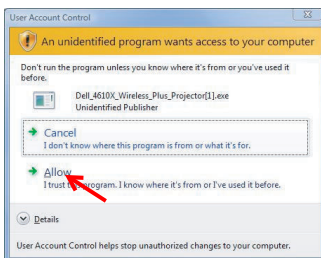 User Account Control
An unidentified program wants access to your computer
Don't run the program unless you know where it's from or you've used it
before.
Dell_4610X_Wireless_Plus_Projector[1].exe
Unidentified Publisher
Cancel
I don't know where this program is from or what it's for.
Allow
I trust this program. I know where it's from or I've used it before.
Details
User Account Control helps stop unauthorized changes to your computer.